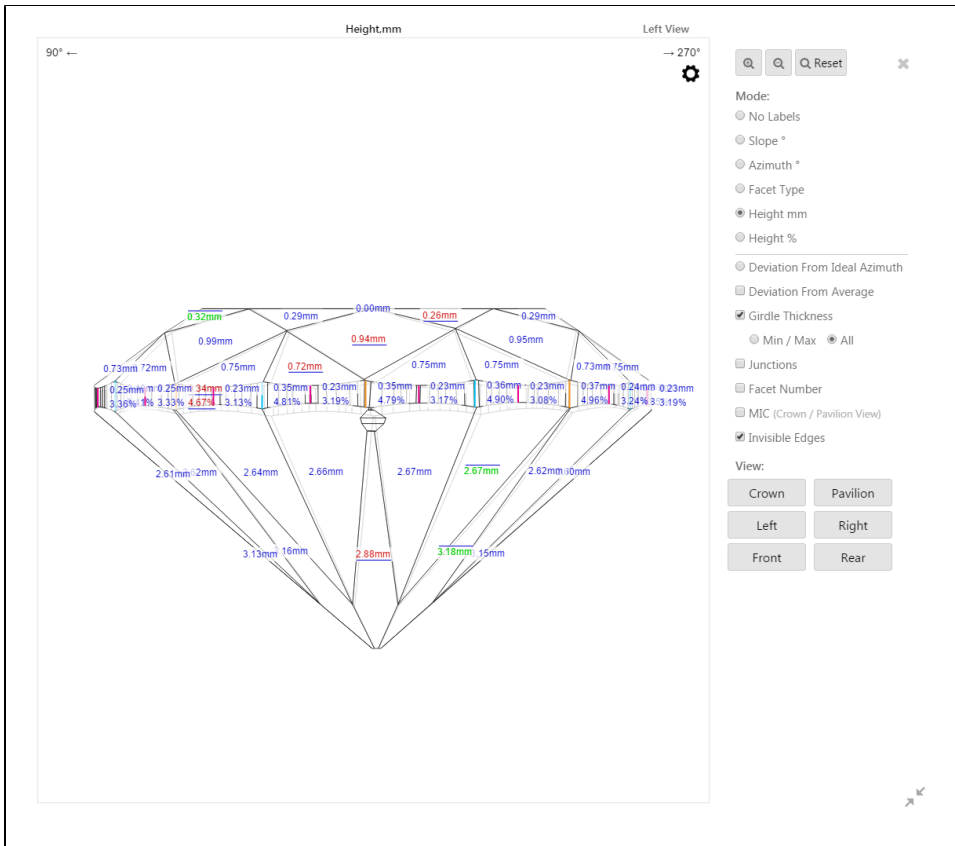 Height,mm
Left View
90° ←
→ 270°
Reset
Mode:
No Labels
Slope °
Azimuth °
Facet Type
Height mm
Height %
Deviation From Ideal Azimuth
Deviation From Average
Girdle Thickness
Min / Max All
Junctions
Facet Number
MIC (Crown / Pavilion View)
Invisible Edges
View:
Crown Pavilion
Left Right
Front Rear
0.32mm 0.29mm 0.00mm 0.26mm 0.29mm
0.99mm 0.94mm 0.95mm
0.73mm 0.75mm 0.72mm 0.75mm 0.75mm 0.73mm
0.25mm 0.25mm 0.23mm 0.35mm 0.23mm 0.35mm 0.23mm 0.36mm 0.23mm 0.37mm 0.24mm 0.23mm
3.36% 3.33% 4.67% 3.13% 4.81% 3.19% 4.79% 3.17% 4.90% 3.08% 4.96% 3.24% 3.19%
2.61mm 2.64mm 2.66mm 2.67mm 2.67mm 2.62mm
3.13mm 2.88mm 3.18mm